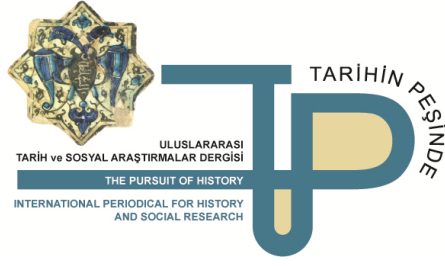 TARİHİN PEŞİNDE
ULUSLARARASI
TARİH ve SOSYAL ARAŞTIRMALAR DERGİSİ
THE PURSUIT OF HISTORY
INTERNATIONAL PERIODICAL FOR HISTORY
AND SOCIAL RESEARCH
TP